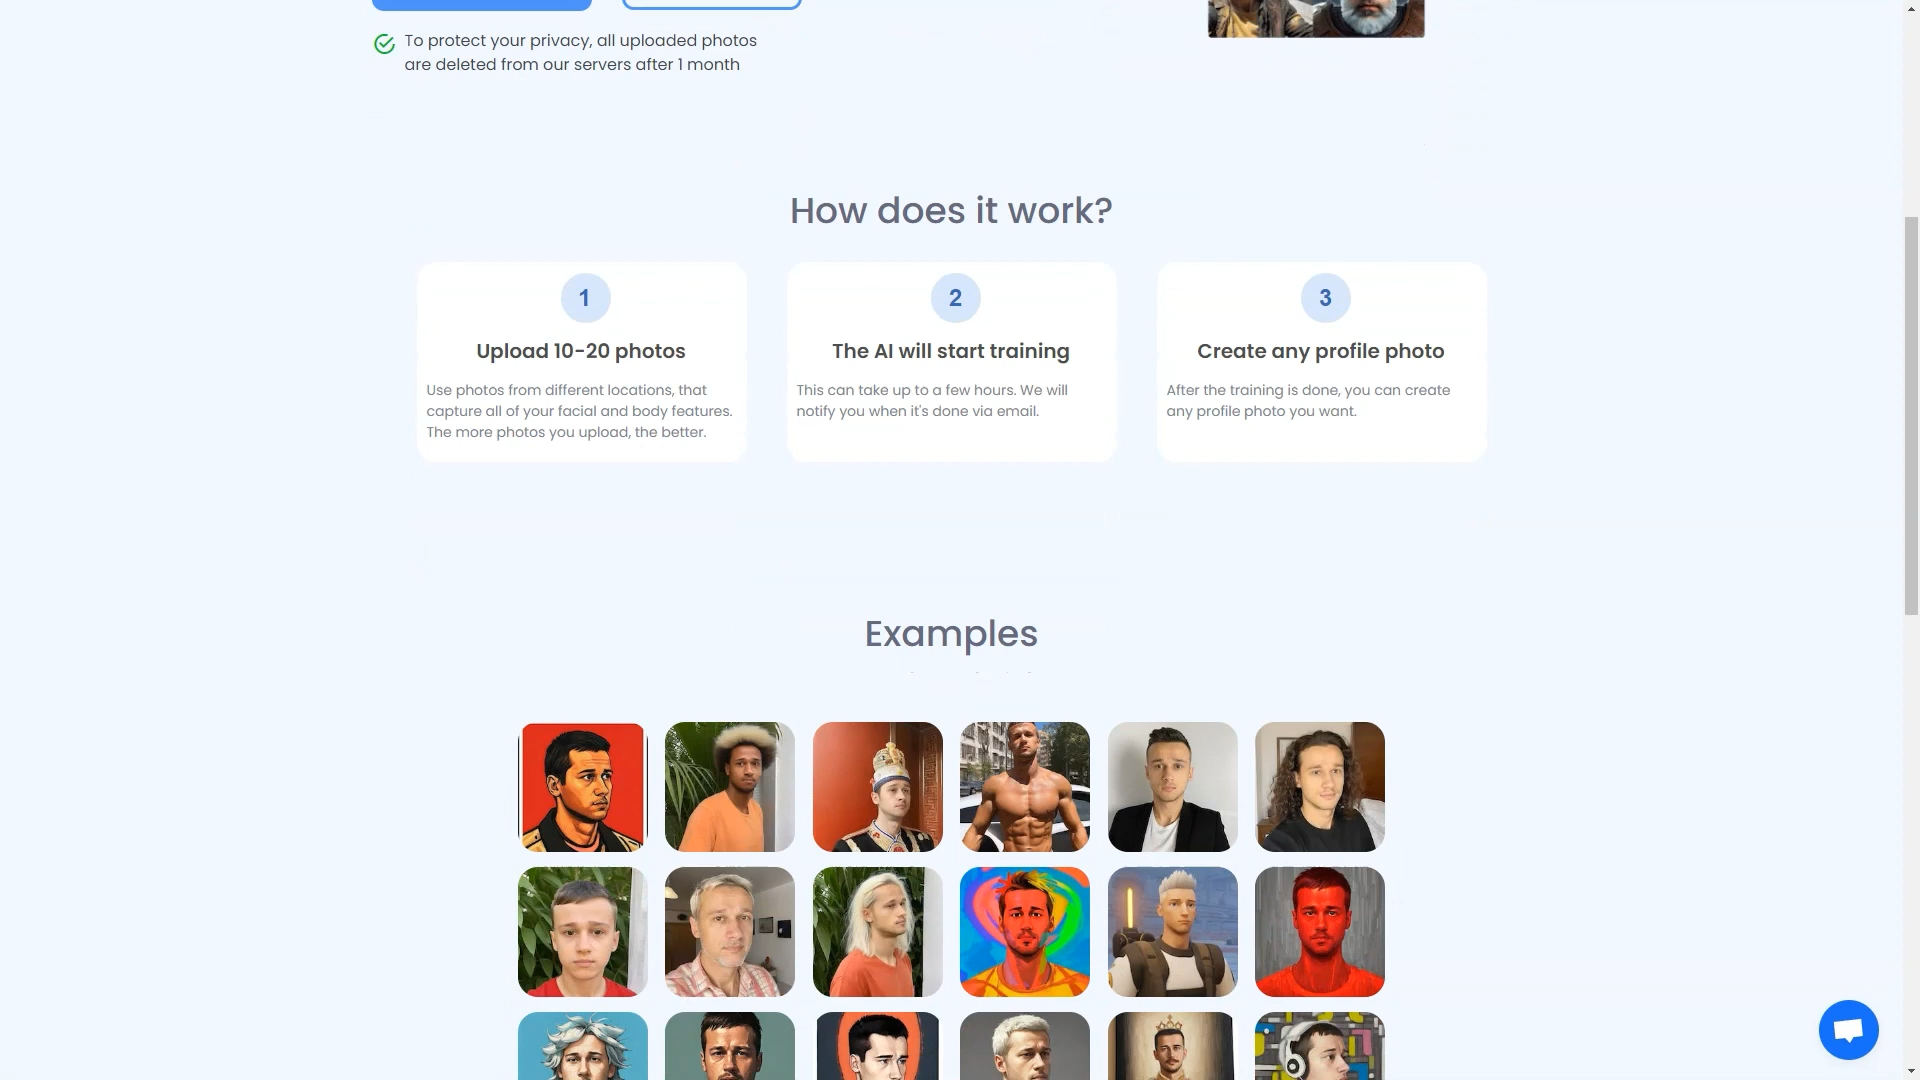 To protect your privacy, all uploaded photos
are deleted from our servers after 1 month
How does it work?
1
2
3
Upload 10-20 photos
The AI will start training
Create any profile photo
Use photos from different locations, that
capture all of your facial and body features.
The more photos you upload, the better.
This can take up to a few hours. We will
notify you when it's done via email.
After the training is done, you can create
any profile photo you want.
Examples